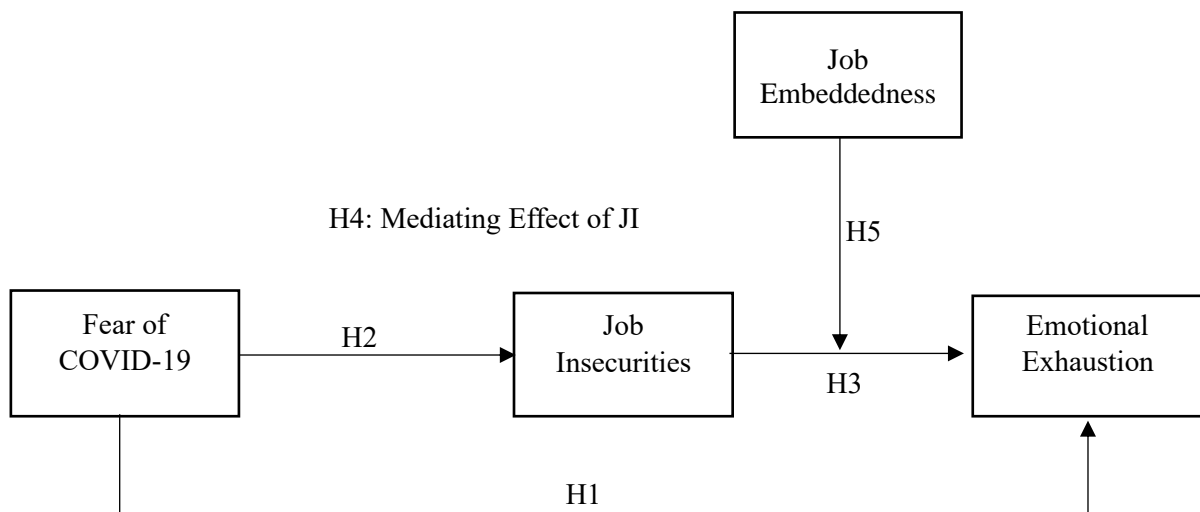 Job
Embeddedness
H4: Mediating Effect of JI
H5
Fear of
COVID-19
H2
Job
Insecurities
H3
Emotional
Exhaustion
H1